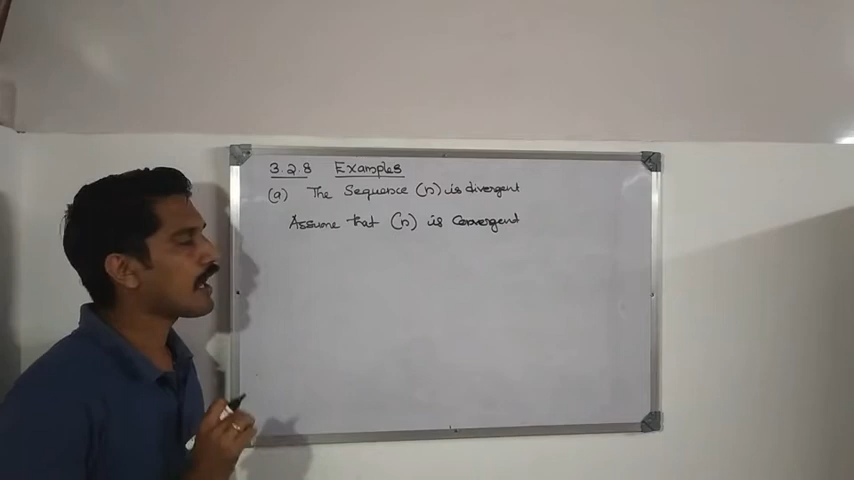 3.2.8 Examples
(a) The Sequence (n) is divergent
Assume that (n) is convergent